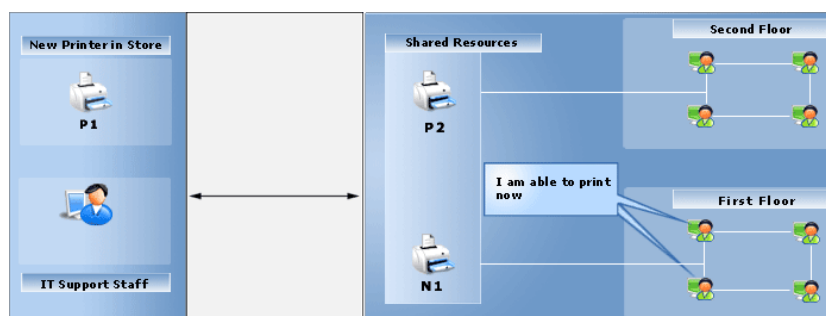 New Printer in Store
P1
IT Support Staff
Shared Resources
P2
N1
I am able to print
now
Second Floor
First Floor